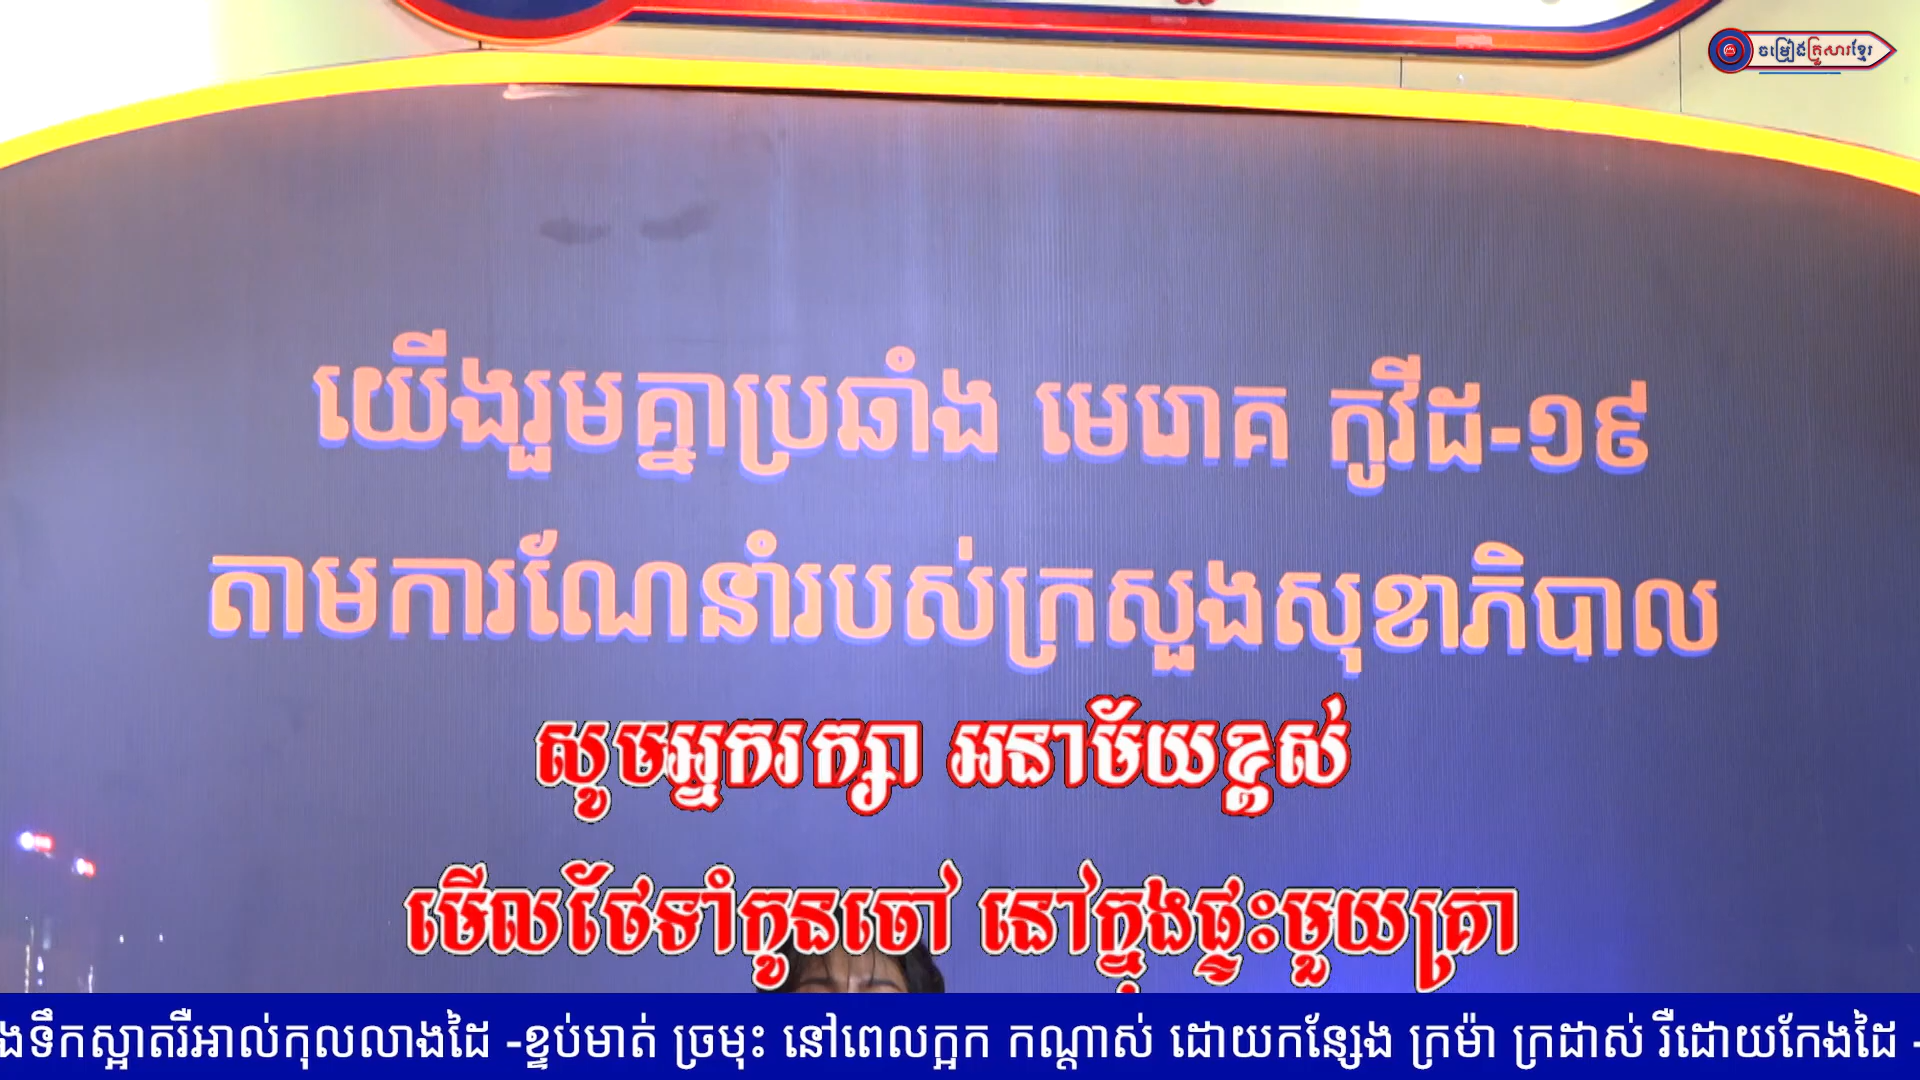 ចម្រៀងគ្រួសារខ្មែរ
យើងរួមគ្នាប្រឆាំង មេរោគ កូវីដ-១៩
តាមការណែនាំរបស់ក្រសួងសុខាភិបាល
សូមអ្នករក្សា អនាម័យខ្ពស់
មើលថែទាំកូនចៅ នៅក្នុងផ្ទះមួយគ្រា
ងទឹកស្អាតរឺអាល់កុលលាងដៃ -ខ្ទប់មាត់ ច្រមុះ នៅពេលក្អក កណ្តាស់ ដោយកន្សែង ក្រម៉ា ក្រដាស់ រឺដោយកែងដៃ -